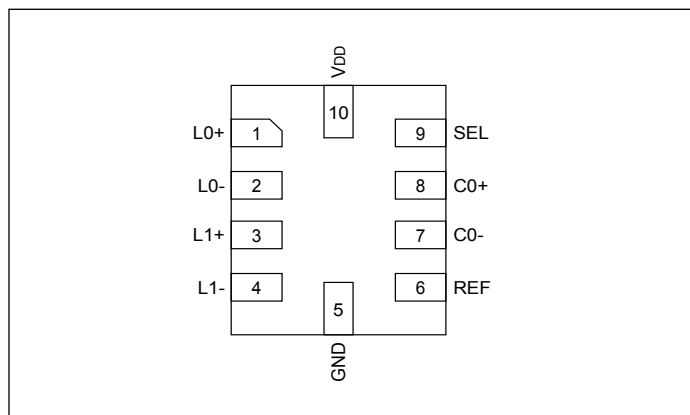 VDD
10
L0+ 1 9 SEL
L0- 2 8 C0+
L1+ 3 7 C0-
L1- 4 6 REF
5
GND